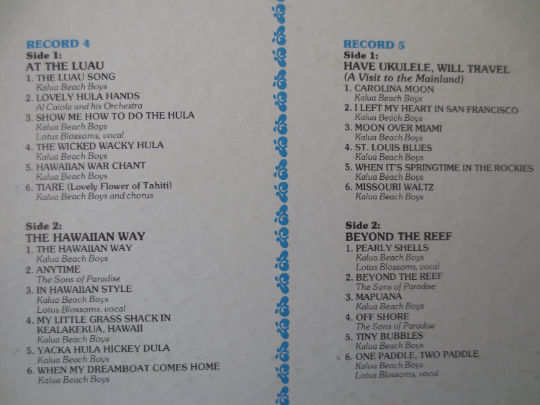 RECORD 4
Side 1:
AT THE LUAU
1. THE LUAU SONG
Kalua Beach Boys
2. LOVELY HULA HANDS
Al Caiola and his Orchestra
3. SHOW ME HOW TO DO THE HULA
Kalua Beach Boys
Lotus Blossoms, vocal
4. THE WICKED WACKY HULA
Kalua Beach Boys
5. HAWAIIAN WAR CHANT
Kalua Beach Boys
6. TIARE (Lovely Flower of Tahiti)
Kalua Beach Boys and chorus
Side 2:
THE HAWAIIAN WAY
1. THE HAWAIIAN WAY
Kalua Beach Boys
2. ANYTIME
The Sons of Paradise
3. IN HAWAIIAN STYLE
Kalua Beach Boys
Lotus Blossoms, vocal
4. MY LITTLE GRASS SHACK IN
KEALAKEKUA, HAWAII
Kalua Beach Boys
5. YACKA HULA HICKEY DULA
Kalua Beach Boys
6. WHEN MY DREAMBOAT COMES HOME
Kalua Beach Boys
RECORD 5
Side 1:
HAVE UKULELE, WILL TRAVEL
(A Visit to the Mainland)
1. CAROLINA MOON
Kalua Beach Boys
2. I LEFT MY HEART IN SAN FRANCISCO
Kalua Beach Boys
3. MOON OVER MIAMI
Kalua Beach Boys
4. ST. LOUIS BLUES
Kalua Beach Boys
5. WHEN IT'S SPRINGTIME IN THE ROCKIES
Kalua Beach Boys
6. MISSOURI WALTZ
Kalua Beach Boys
Side 2:
BEYOND THE REEF
1. PEARLY SHELLS
Kalua Beach Boys
Lotus Blossoms, vocal
2. BEYOND THE REEF
The Sons of Paradise
3. MAPUANA
Kalua Beach Boys
4. OFF SHORE
The Sons of Paradise
5. TINY BUBBLES
Kalua Beach Boys
6. ONE PADDLE, TWO PADDLE
Kalua Beach Boys
Lotus Blossoms, vocal